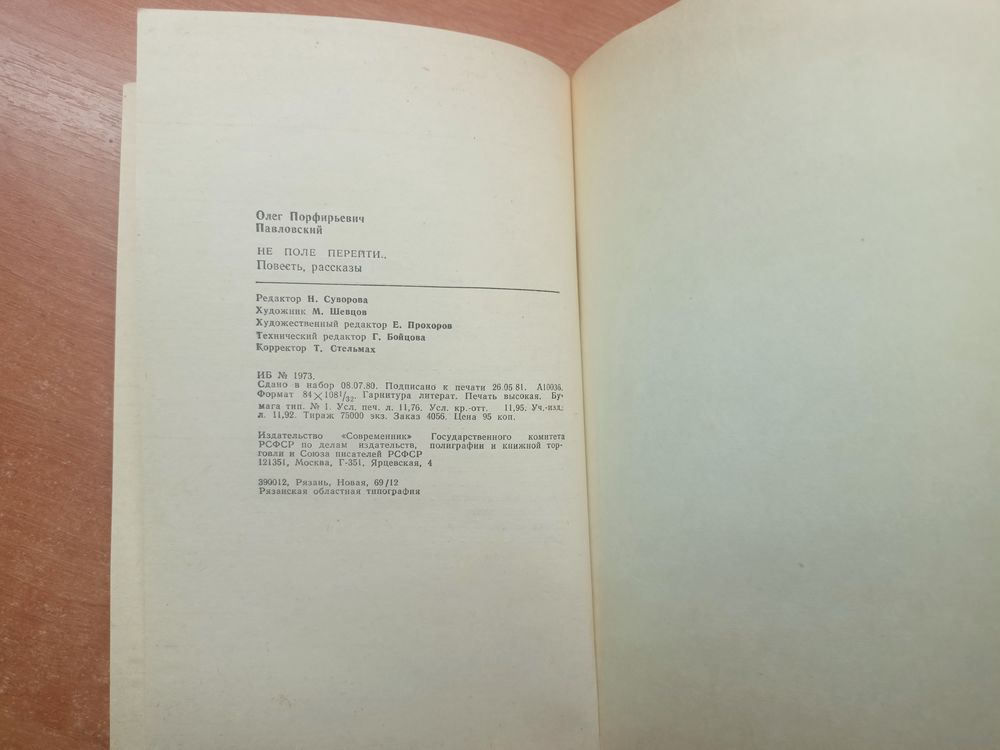 Олег Порфирьевич
Павловский
НЕ ПОЛЕ ПЕРЕЙТИ..
Повесть, рассказы
Редактор Н. Суворова
Художник М. Шевцов
Художественный редактор Е. Прохоров
Технический редактор Г. Бойцова
Корректор Т. Стельмах
ИБ № 1973.
Сдано в набор 08.07.80. Подписано к печати 26.05 81. А10036.
Формат 84×108 1/32. Гарнитура литерат. Печать высокая. Бу-
мага тип. № 1. Усл. печ. л. 11,76. Усл. кр.-отт. 11,95. Уч.-изд.
л. 11,92. Тираж 75000 экз. Заказ 4056. Цена 95 коп.
Издательство «Современник» Государственного комитета
РСФСР по делам издательств, полиграфии и книжной тор-
говли и Союза писателей РСФСР
121351, Москва, Г-351, Ярцевская, 4
390012, Рязань, Новая, 69/12
Рязанская областная типография